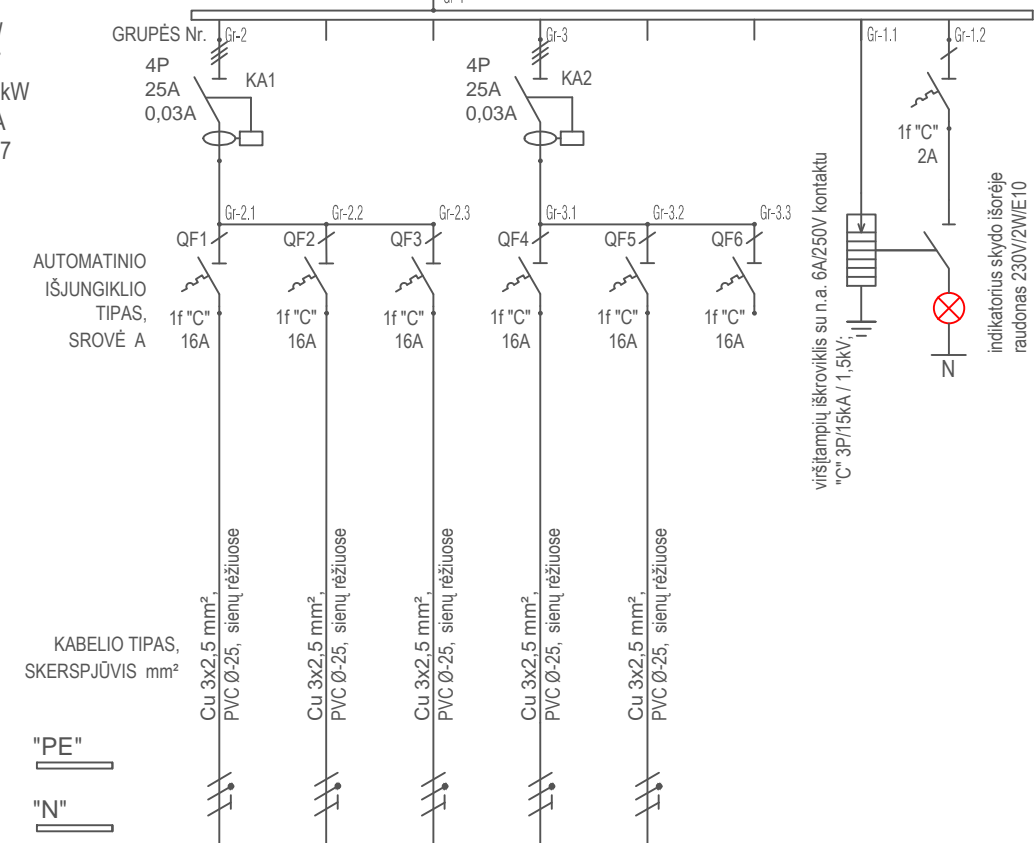 GRUPĖS Nr.
Gr-2
Gr-3
Gr-1.1
Gr-1.2
kW
A
7
4P
25A
0,03A
KA1
4P
25A
0,03A
KA2
1f "C"
2A
Gr-2.1
Gr-2.2
Gr-2.3
Gr-3.1
Gr-3.2
Gr-3.3
QF1
QF2
QF3
QF4
QF5
QF6
AUTOMATINIO
IŠJUNGIKLIO
TIPAS,
SROVĖ A
1f "C"
16A
1f "C"
16A
1f "C"
16A
1f "C"
16A
1f "C"
16A
1f "C"
16A
viršįtampių iškroviklis su n.a. 6A/250V kontaktu
"C" 3P/15kA / 1,5kV;
N
indikatorius skydo išorėje
raudonas 230V/2W/E10
KABELIO TIPAS,
SKERSPJŪVIS mm²
Cu 3x2,5 mm²,
PVC Ø-25, sienų rėžiuose
Cu 3x2,5 mm²,
PVC Ø-25, sienų rėžiuose
Cu 3x2,5 mm²,
PVC Ø-25, sienų rėžiuose
Cu 3x2,5 mm²,
PVC Ø-25, sienų rėžiuose
Cu 3x2,5 mm²,
PVC Ø-25, sienų rėžiuose
"PE"
"N"